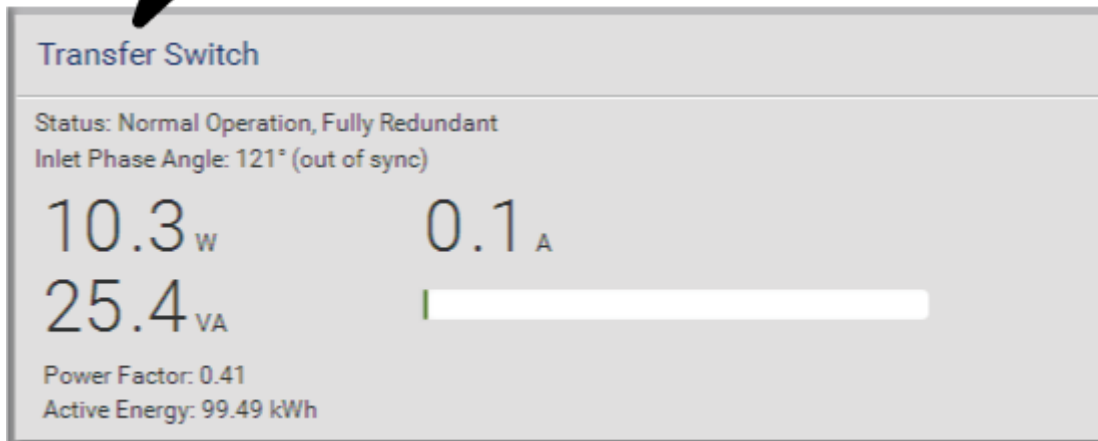 Transfer Switch
Status: Normal Operation, Fully Redundant
Inlet Phase Angle: 121° (out of sync)
10.3 W 0.1 A
25.4 VA
Power Factor: 0.41
Active Energy: 99.49 kWh